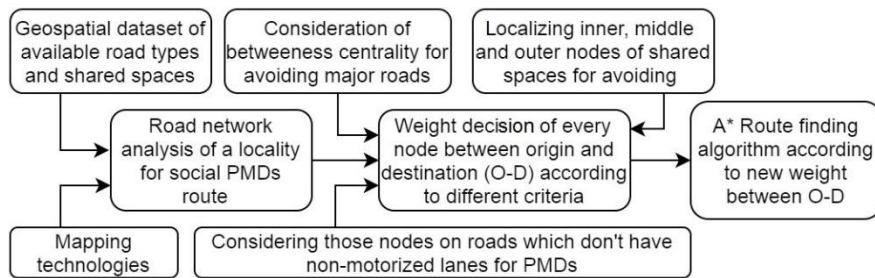 Geospatial dataset of
available road types
and shared spaces
Consideration of
betweeness centrality for
avoiding major roads
Localizing inner, middle
and outer nodes of shared
spaces for avoiding
Road network
analysis of a locality
for social PMDs
route
Weight decision of every
node between origin and
destination (O-D) according
to different criteria
A* Route finding
algorithm according
to new weight
between O-D
Mapping
technologies
Considering those nodes on roads which don't have
non-motorized lanes for PMDs